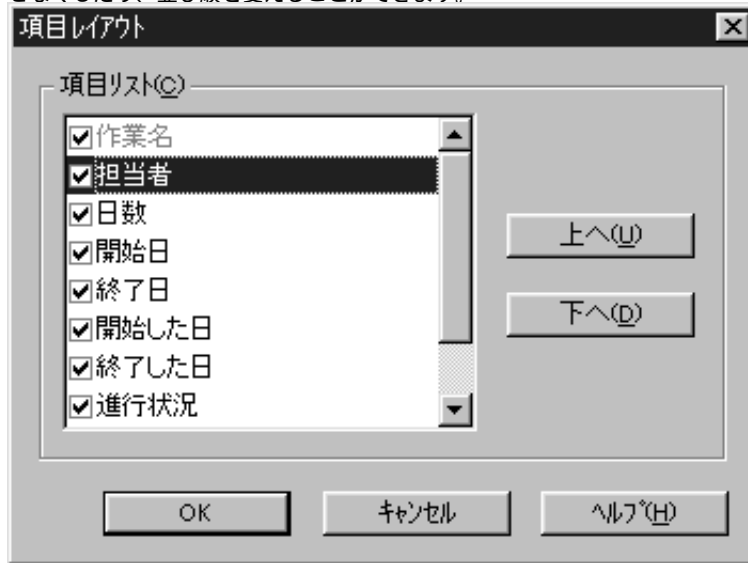 項目レイアウト
項目リスト(C)
作業名
担当者
日数
開始日
終了日
開始した日
終了した日
進行状況
上へ(U)
下へ(D)
OK
キャンセル
ヘルプ(H)